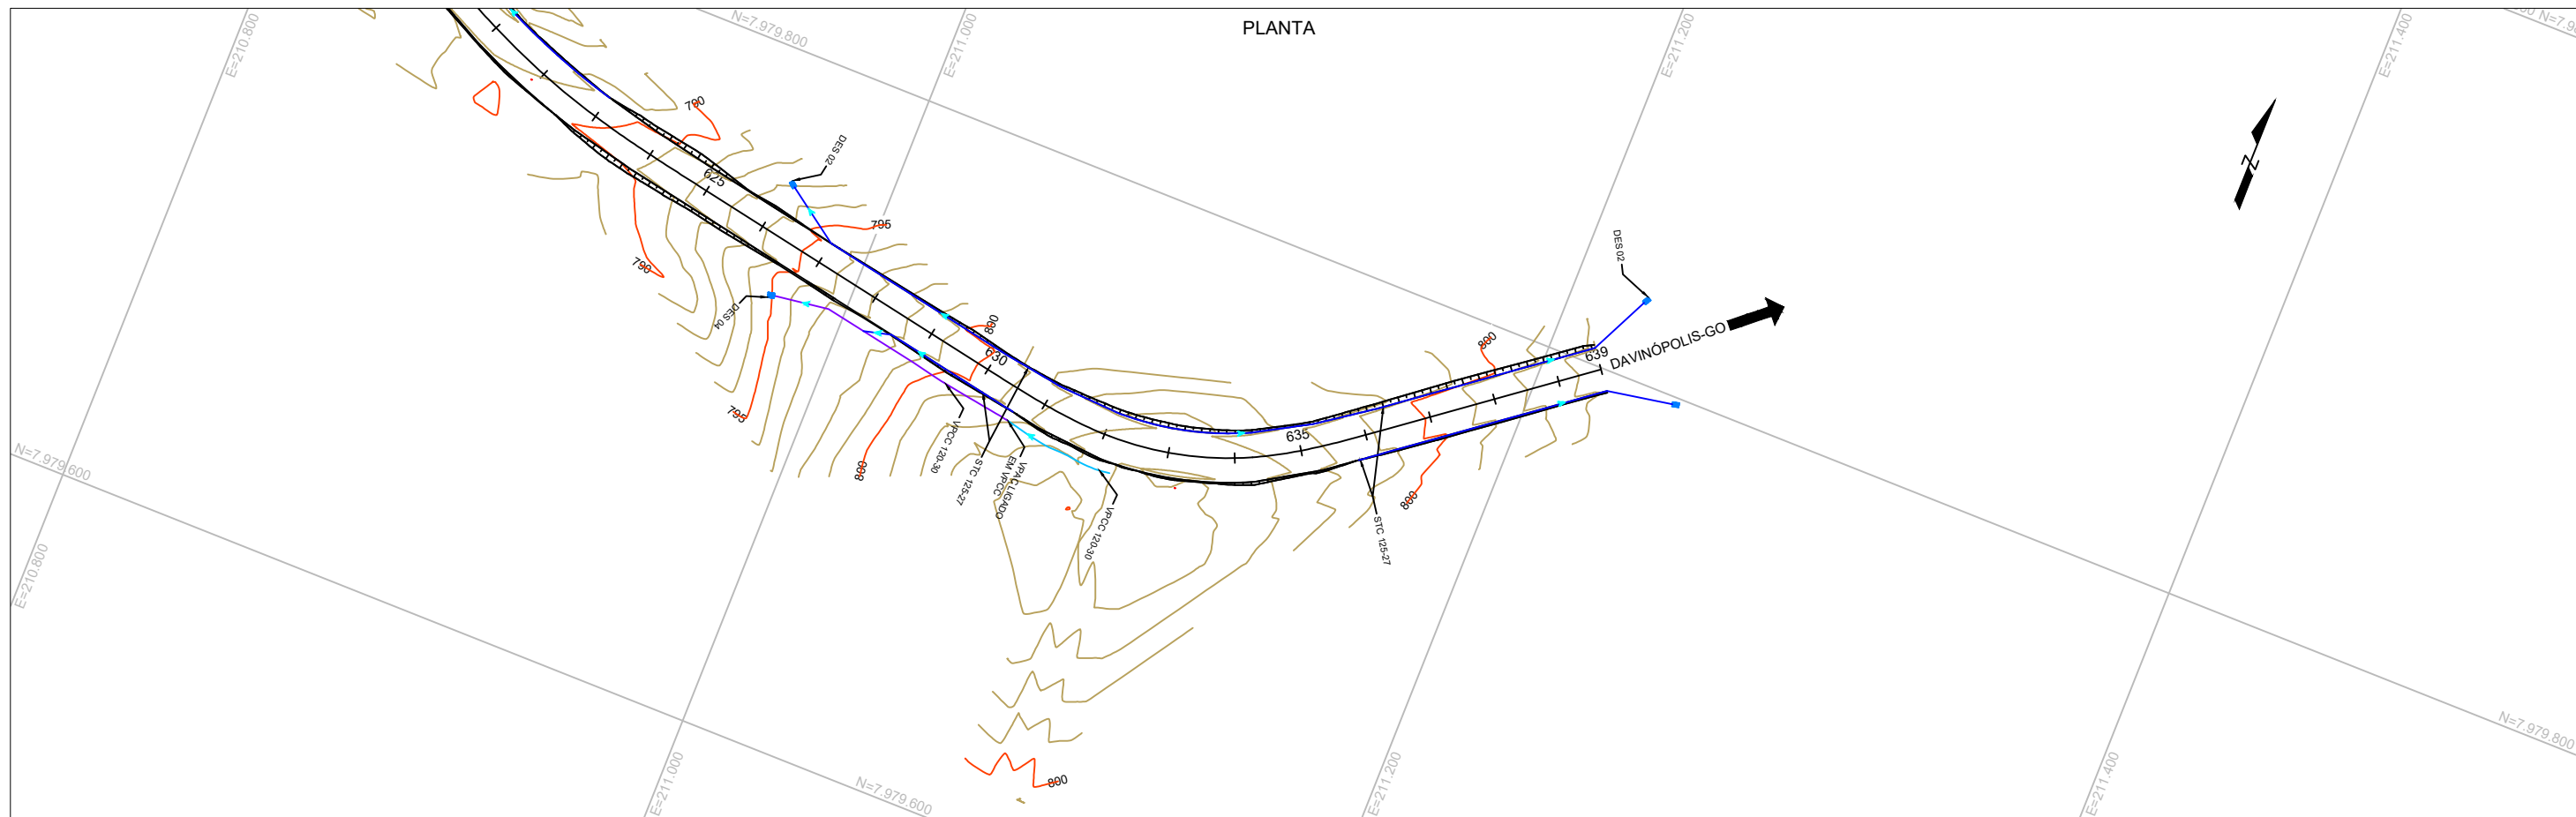 PLANTA
E=210.800
N=7.979.800
E=211.000
E=211.200
E=211.400
790
DES 02
625
795
790
DES 04
DES 02
800
630
800
639
DAVINÓPOLIS-GO
N
795
635
N=7.979.600
800
VPCC 120-30
STC 125-27
VPAC LIGADO
EM VPCC
VPCC 120-30
800
STC 125-27
E=210.800
800
N=7.979.800
N=7.979.600
E=211.000
E=211.200
E=211.400